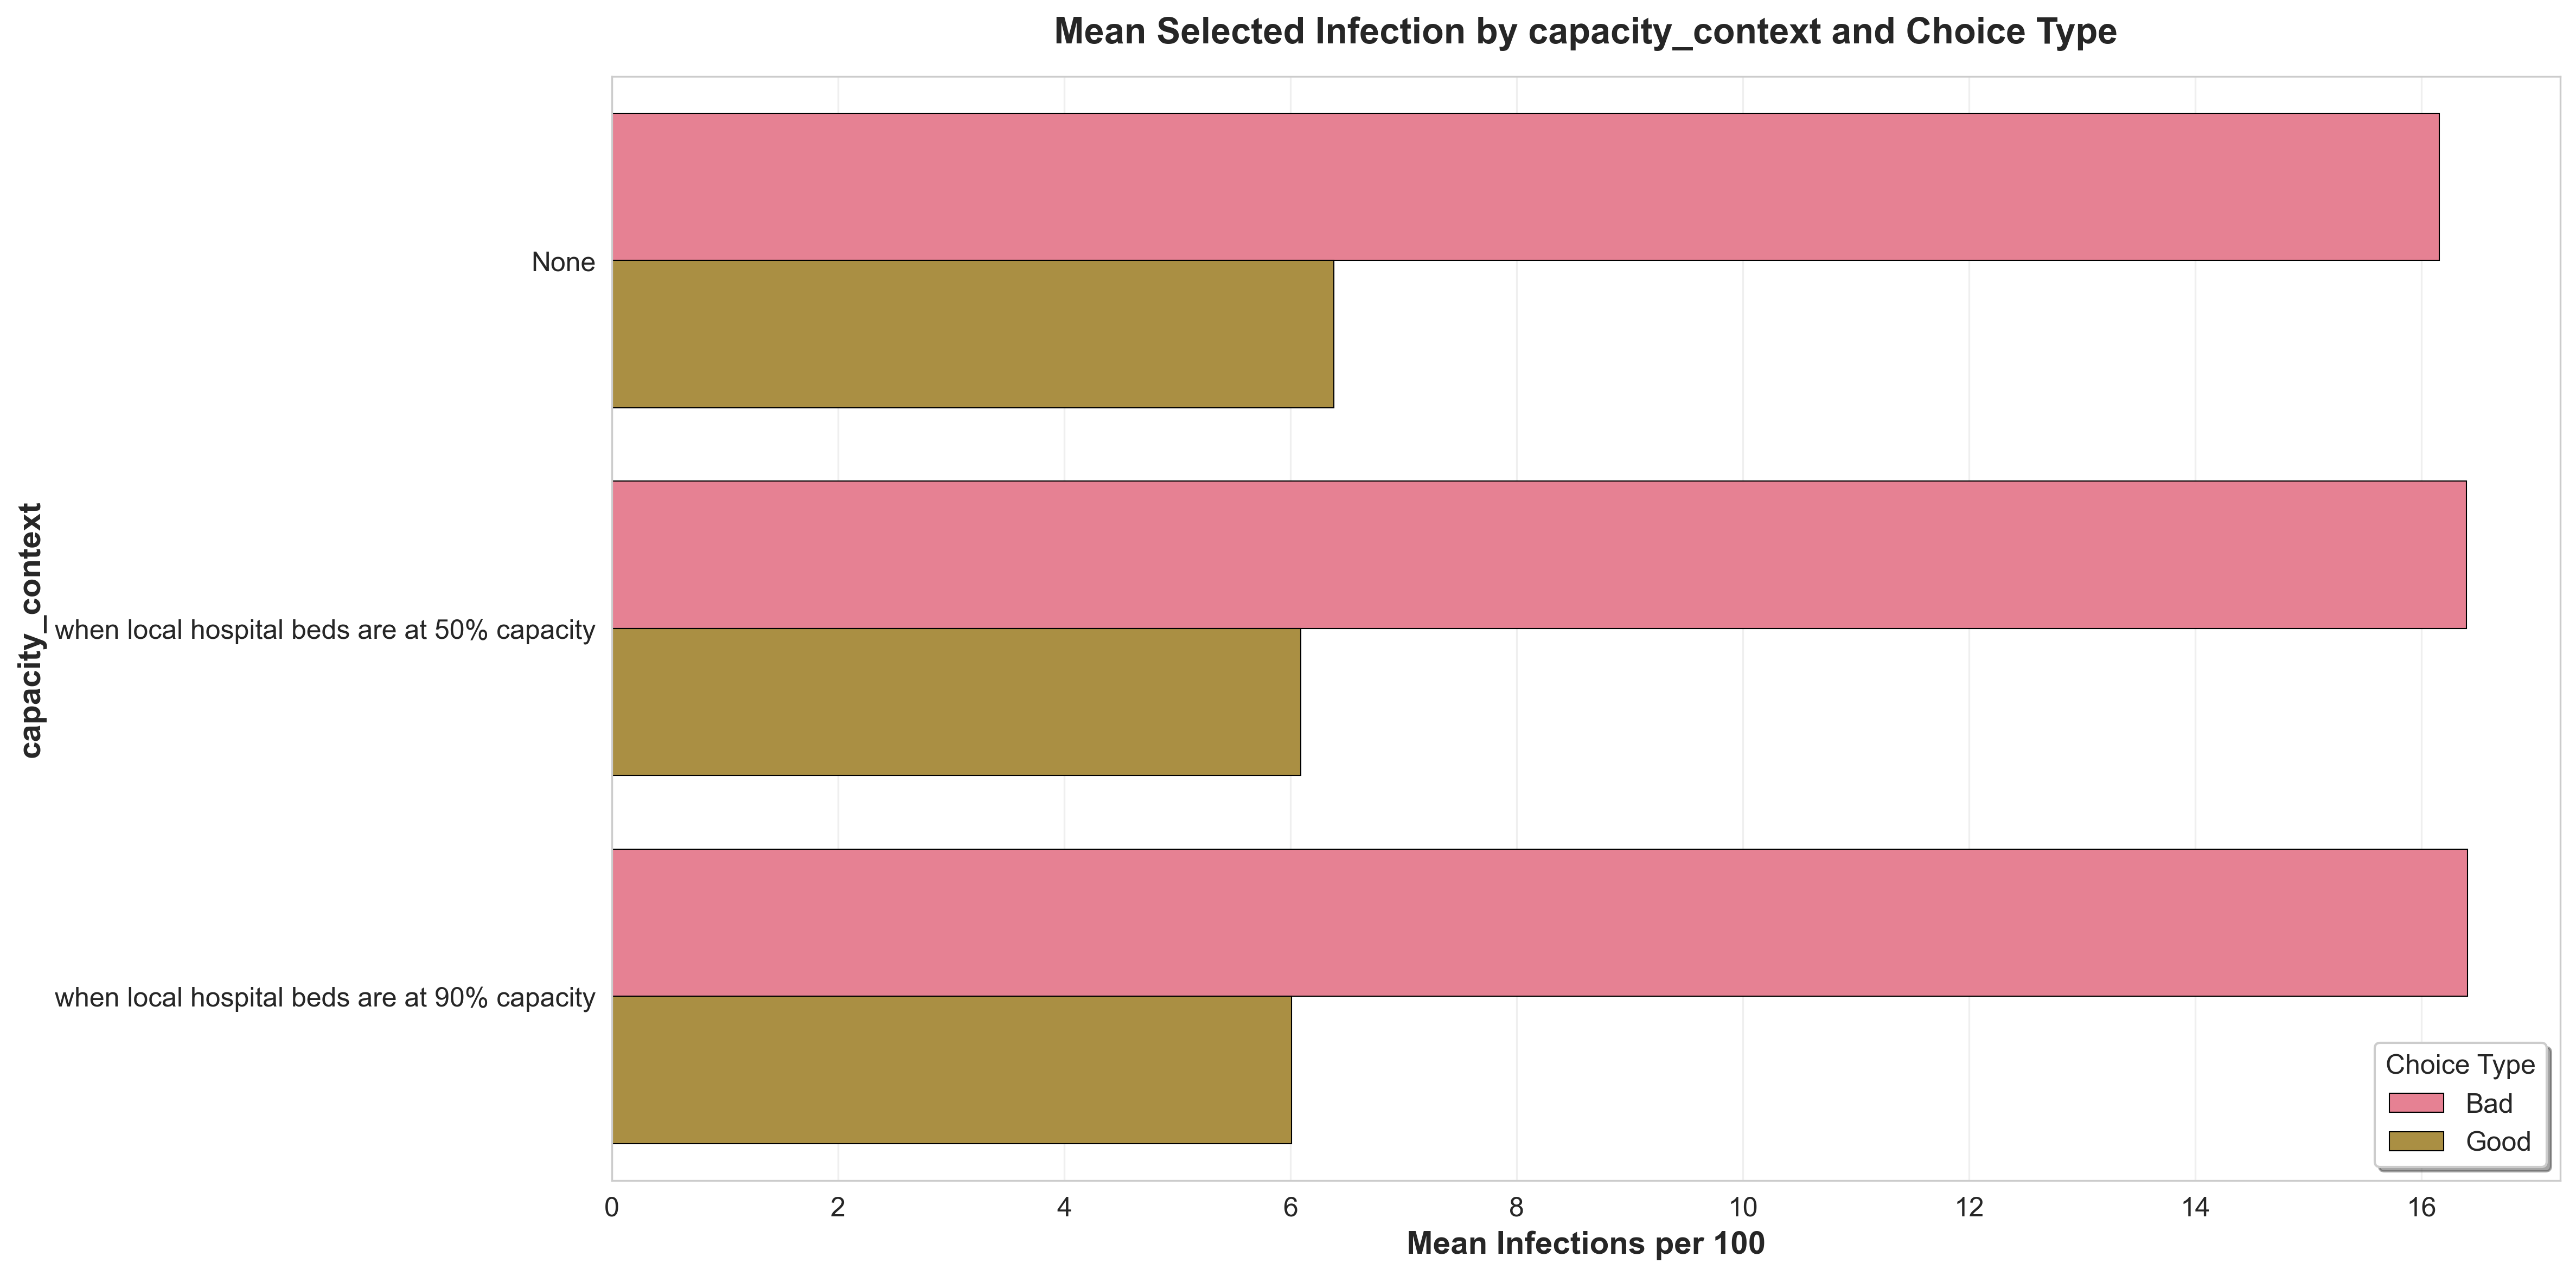 Mean Selected Infection by capacity_context and Choice Type
capacity_context
None
when local hospital beds are at 50% capacity
when local hospital beds are at 90% capacity
Choice Type
Bad
Good
0 2 4 6 8 10 12 14 16
Mean Infections per 100